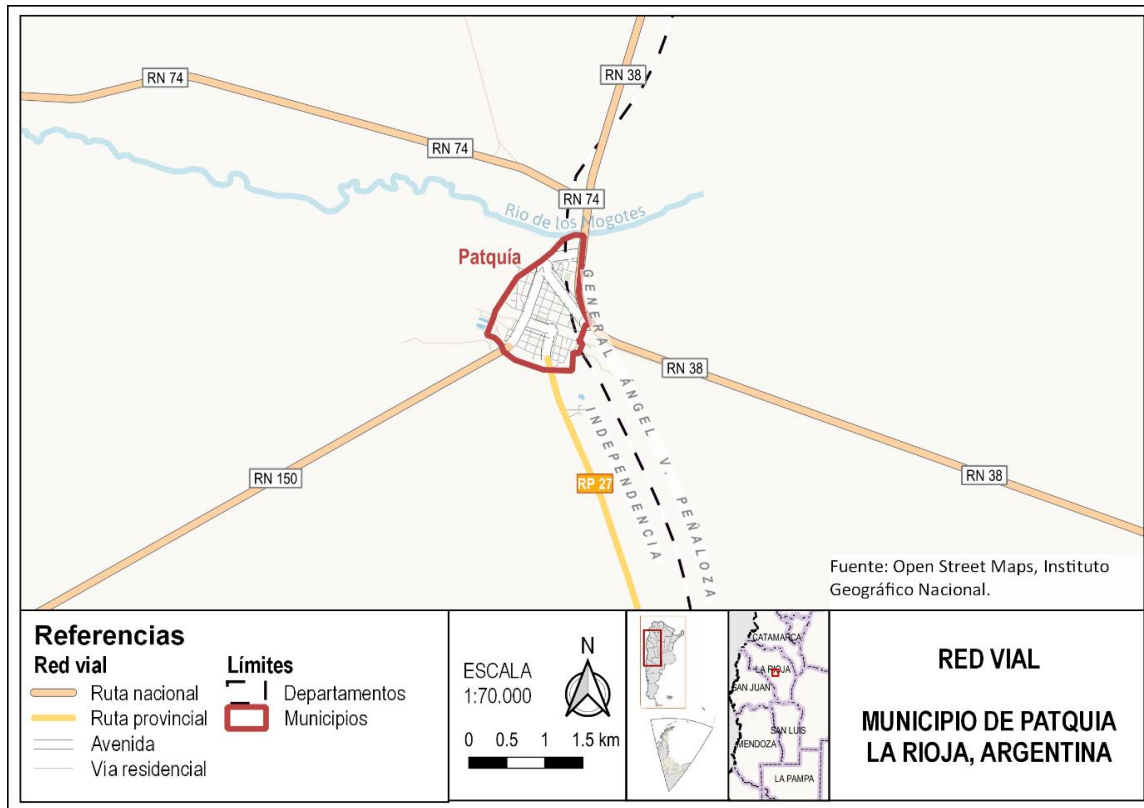 RN 74
RN 38
RN 74
RN 74
Río de los Mogotes
Patquía
GENERAL ÁNGEL V. PEÑALOZA
RN 38
INDEPENDENCIA
RN 150
RP 27
RN 38
Fuente: Open Street Maps, Instituto
Geográfico Nacional.
Referencias
Red vial
Ruta nacional
Ruta provincial
Avenida
Vía residencial
Límites
Departamentos
Municipios
ESCALA
1:70.000
N
0 0.5 1 1.5 km
CATAMARCA
LA RIOJA
SAN JUAN
SAN LUIS
MENDOZA
LA PAMPA
RED VIAL
MUNICIPIO DE PATQUIA
LA RIOJA, ARGENTINA